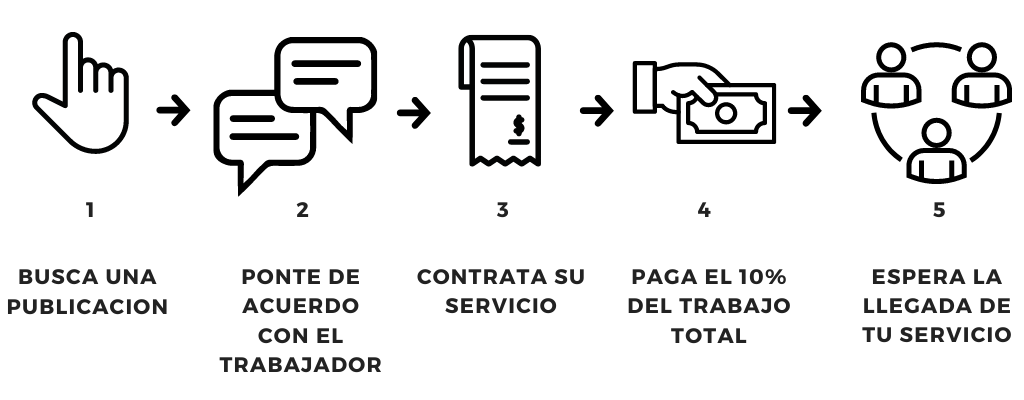 1
BUSCA UNA
PUBLICACION
2
PONTE DE
ACUERDO
CON EL
TRABAJADOR
$
3
CONTRATA SU
SERVICIO
4
PAGA EL 10%
DEL TRABAJO
TOTAL
5
ESPERA LA
LLEGADA DE
TU SERVICIO